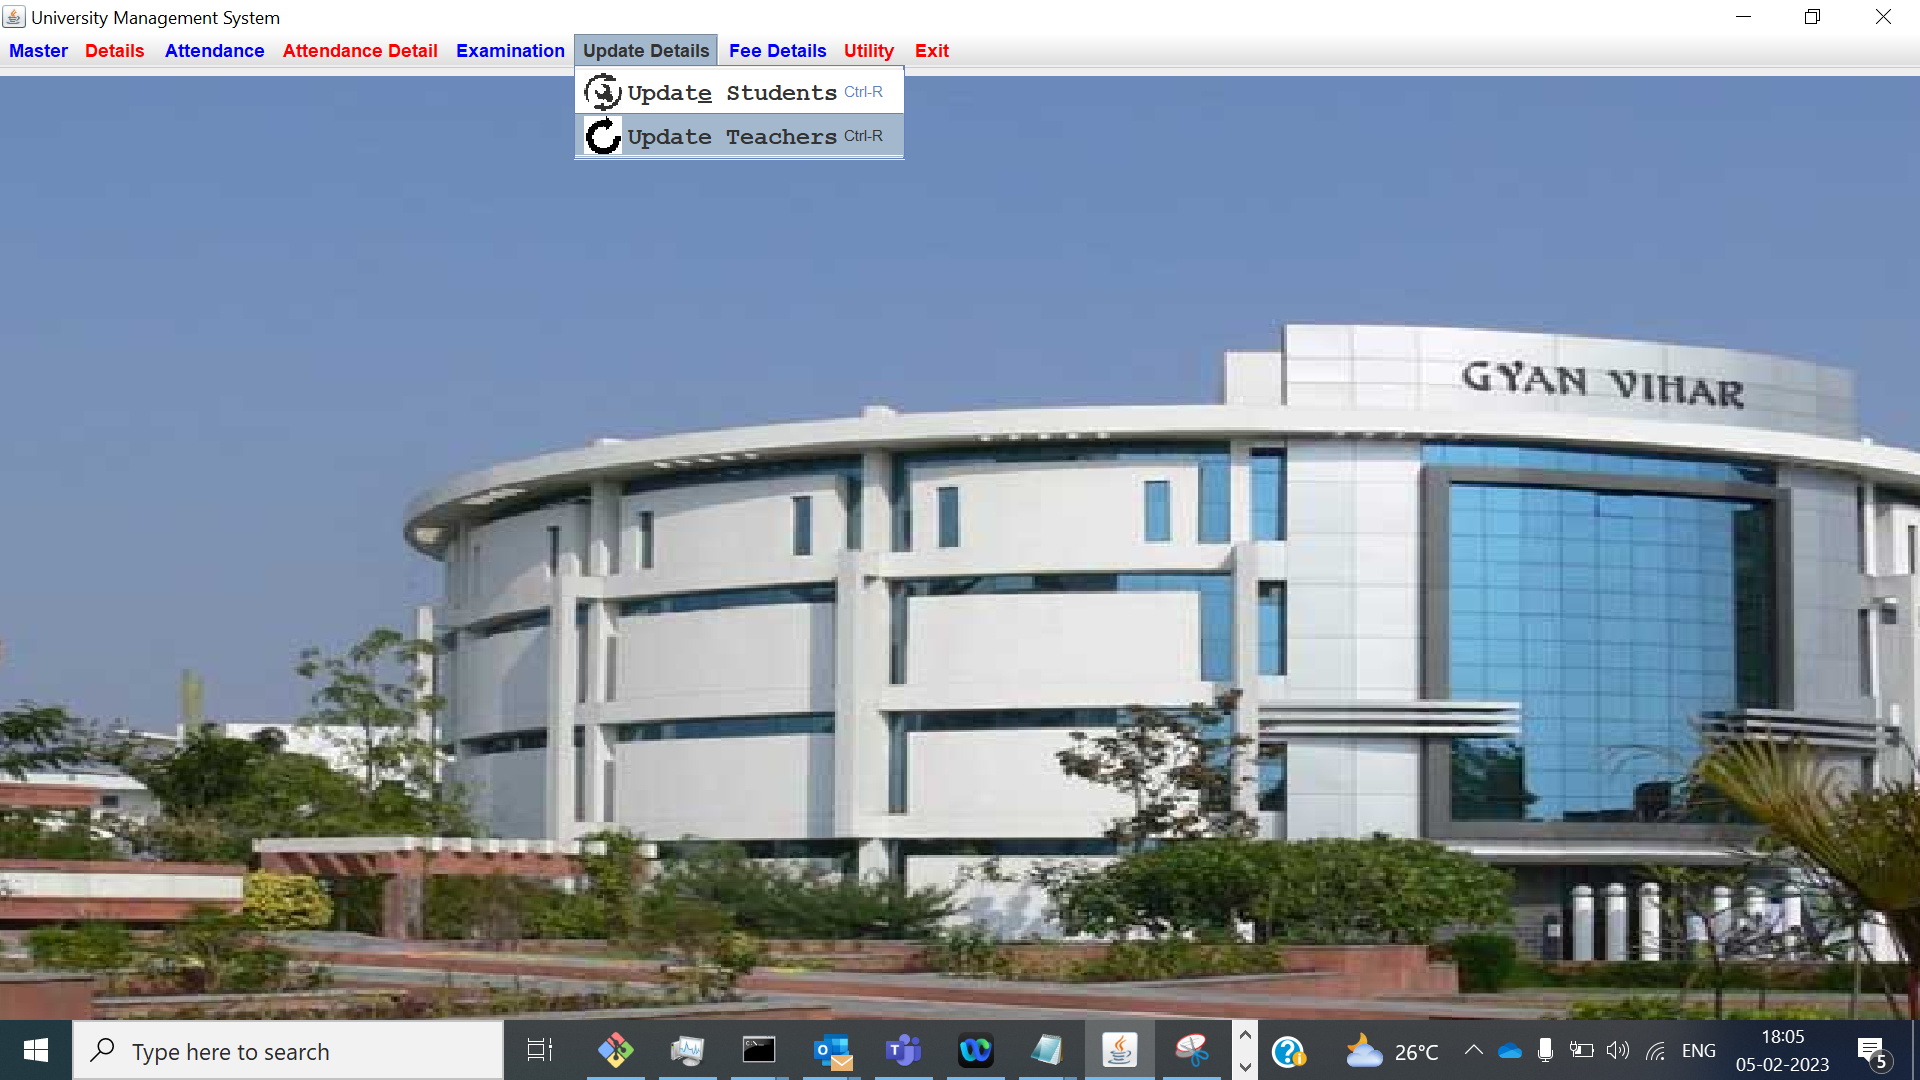 University Management System
Master Details Attendance Attendance Detail Examination Update Details Fee Details Utility Exit
Update Students Ctrl-R
Update Teachers Ctrl-R
GYAN VIHAR
Type here to search
26°C ENG 18:05
05-02-2023 5